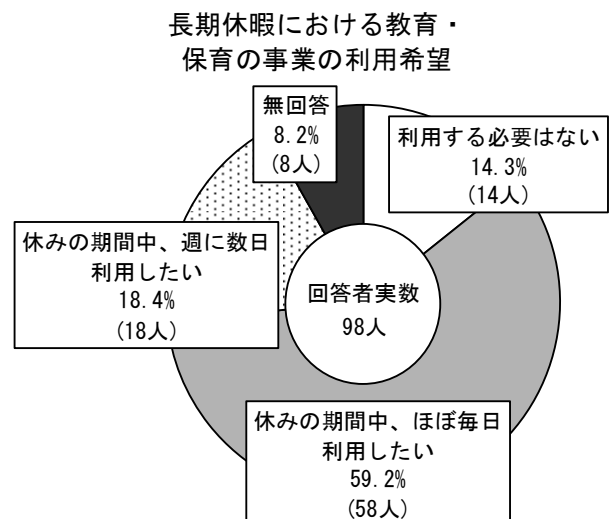 長期休暇における教育・
保育の事業の利用希望
無回答
8.2%
(8人)
利用する必要はない
14.3%
(14人)
休みの期間中、週に数日
利用したい
18.4%
(18人)
回答者実数
98人
休みの期間中、ほぼ毎日
利用したい
59.2%
(58人)